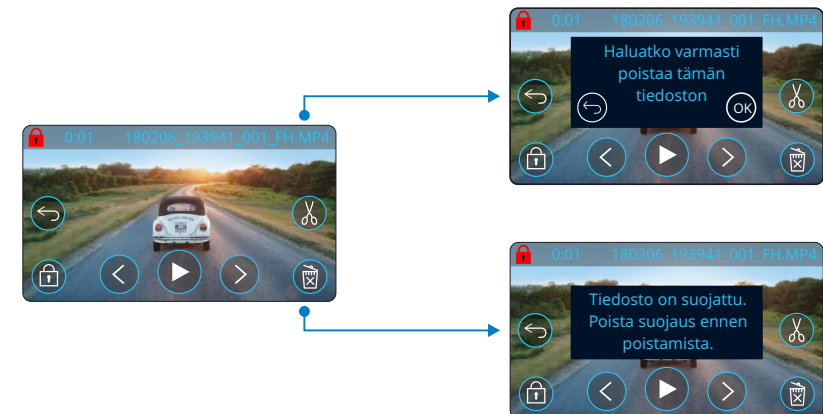 0:01 180206_193941_001_FH.MP4
0:01 180206_193941_001_FH.MP4
Haluatko varmasti
poistaa tämän
tiedoston
OK
0:01 180206_193941_001_FH.MP4
Tiedosto on suojattu.
Poista suojaus ennen
poistamista.